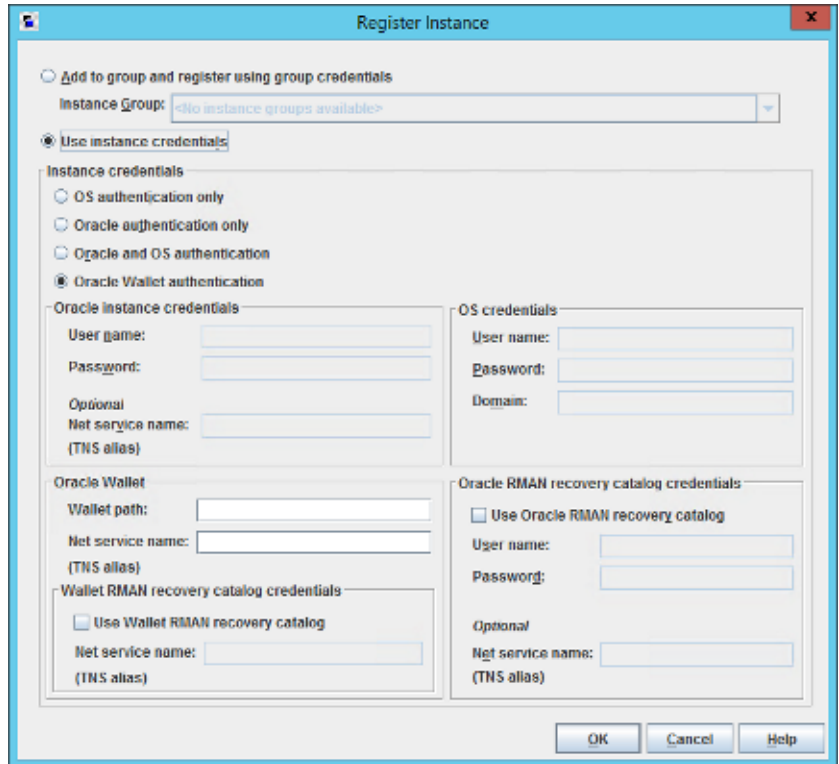 Register Instance
x
Add to group and register using group credentials
Instance Group: <No instance groups available>
Use instance credentials
Instance credentials
OS authentication only
Oracle authentication only
Oracle and OS authentication
Oracle Wallet authentication
Oracle instance credentials
User name:
Password:
Optional
Net service name:
(TNS alias)
OS credentials
User name:
Password:
Domain:
Oracle Wallet
Wallet path:
Net service name:
(TNS alias)
Wallet RMAN recovery catalog credentials
Use Wallet RMAN recovery catalog
Net service name:
(TNS alias)
Oracle RMAN recovery catalog credentials
Use Oracle RMAN recovery catalog
User name:
Password:
Optional
Net service name:
(TNS alias)
OK Cancel Help